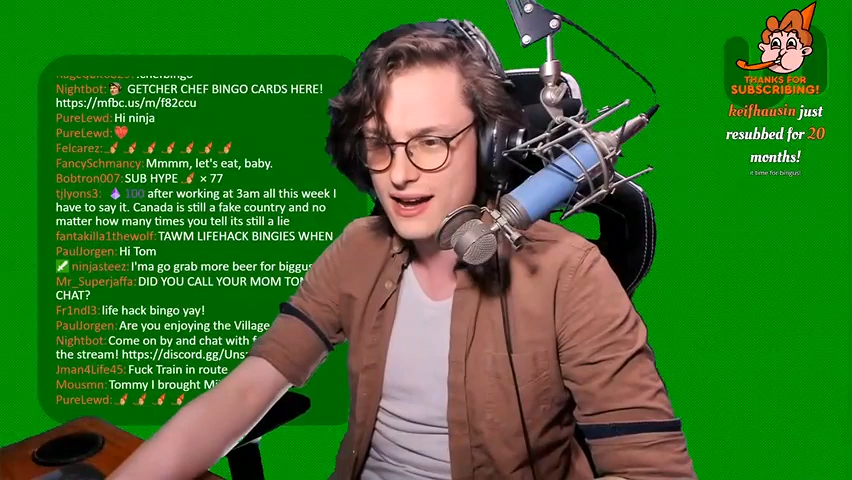 Nightbot: GETCHER CHEF BINGO CARDS HERE!
https://mfbc.us/m/f82ccu
PureLewd: Hi ninja
PureLewd:
Felcarez:
FancySchmancy: Mmmm, let's eat, baby.
Bobtron007: SUB HYPE × 77
tjlyons3: 100 after working at 3am all this week I
have to say it. Canada is still a fake country and no
matter how many times you tell its still a lie
fantakilla1thewolf: TAWM LIFEHACK BINGIES WHEN
PaulJorgen: Hi Tom
ninjasteez: I'ma go grab more beer for biggus
Mr_Superjaffa: DID YOU CALL YOUR MOM TOM
CHAT?
Fr1ndl3: life hack bingo yay!
PaulJorgen: Are you enjoying the Village
Nightbot: Come on by and chat with
the stream! https://discord.gg/Uns
Jman4Life45: Fuck Train in route
Mousmn: Tommy I brought
PureLewd:
THANKS FOR
SUBSCRIBING!
keifhausin just
resubbed for 20
months!
it time for bingus!